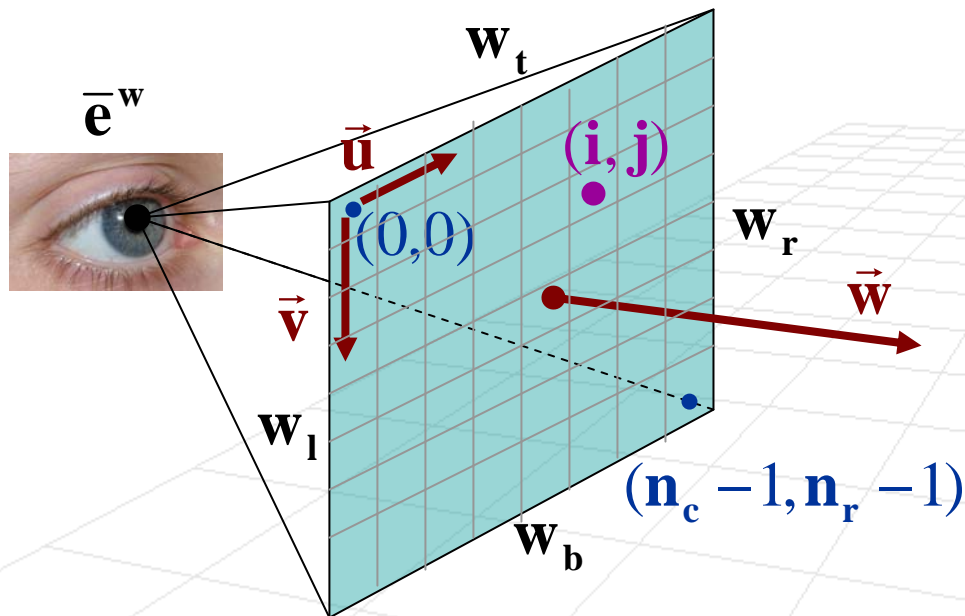 w_t
e̅^w
u⃗
(i, j)
(0,0)
w_r
v⃗
w⃗
w_l
(n_c −1, n_r −1)
w_b